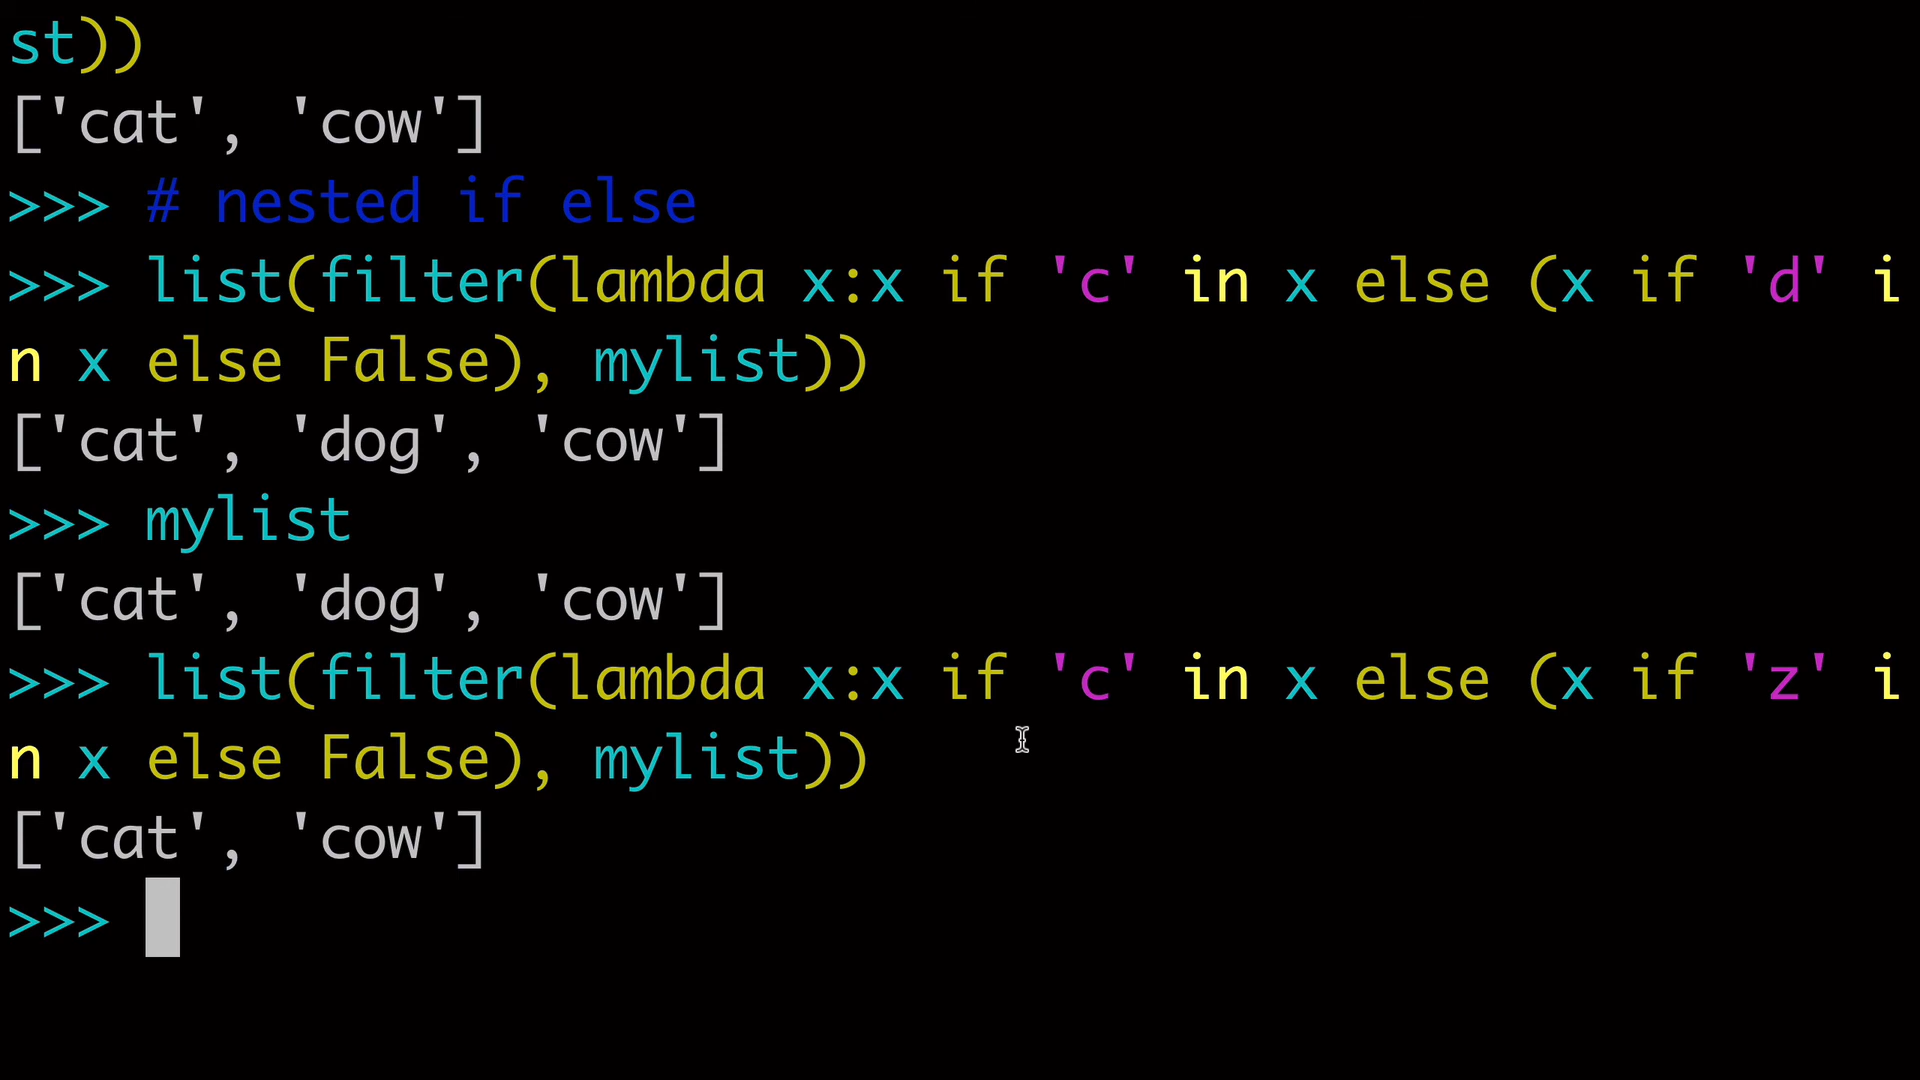 st))
['cat', 'cow']
>>> # nested if else
>>> list(filter(lambda x:x if 'c' in x else (x if 'd' i
n x else False), mylist))
['cat', 'dog', 'cow']
>>> mylist
['cat', 'dog', 'cow']
>>> list(filter(lambda x:x if 'c' in x else (x if 'z' i
n x else False), mylist))
['cat', 'cow']
>>>